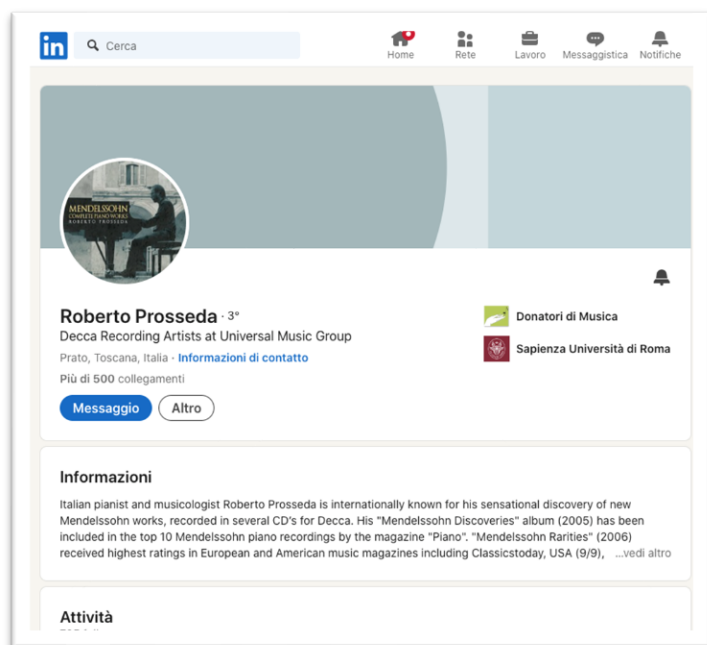 in
Cerca
Home
Rete
Lavoro
Messaggistica
Notifiche
MENDELSSOHN
COMPLETE PIANO WORKS
ROBERTO PROSSEDA
Roberto Prosseda · 3°
Decca Recording Artists at Universal Music Group
Prato, Toscana, Italia · Informazioni di contatto
Più di 500 collegamenti
Messaggio
Altro
Donatori di Musica
Sapienza Università di Roma
Informazioni
Italian pianist and musicologist Roberto Prosseda is internationally known for his sensational discovery of new
Mendelssohn works, recorded in several CD's for Decca. His "Mendelssohn Discoveries" album (2005) has been
included in the top 10 Mendelssohn piano recordings by the magazine "Piano". "Mendelssohn Rarities" (2006)
received highest ratings in European and American music magazines including Classicstoday, USA (9/9), ...vedi altro
Attività